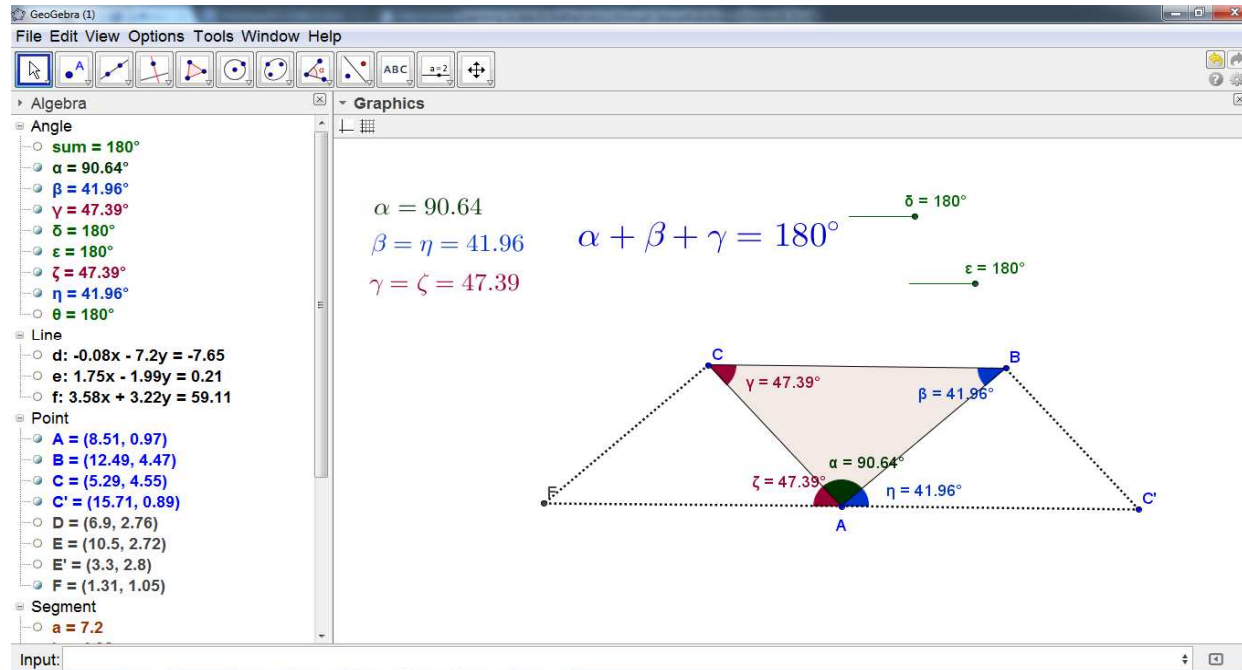 GeoGebra (1)
File Edit View Options Tools Window Help
A
α
ABC
a=2
Algebra
Graphics
Angle
sum = 180°
α = 90.64°
β = 41.96°
γ = 47.39°
δ = 180°
ε = 180°
ζ = 47.39°
η = 41.96°
θ = 180°
Line
d: -0.08x - 7.2y = -7.65
e: 1.75x - 1.99y = 0.21
f: 3.58x + 3.22y = 59.11
Point
A = (8.51, 0.97)
B = (12.49, 4.47)
C = (5.29, 4.55)
C' = (15.71, 0.89)
D = (6.9, 2.76)
E = (10.5, 2.72)
E' = (3.3, 2.8)
F = (1.31, 1.05)
Segment
a = 7.2
α = 90.64
β = η = 41.96
γ = ζ = 47.39
α + β + γ = 180°
δ = 180°
ε = 180°
C
B
γ = 47.39°
β = 41.96°
α = 90.64°
ζ = 47.39°
η = 41.96°
F
A
C'
Input: